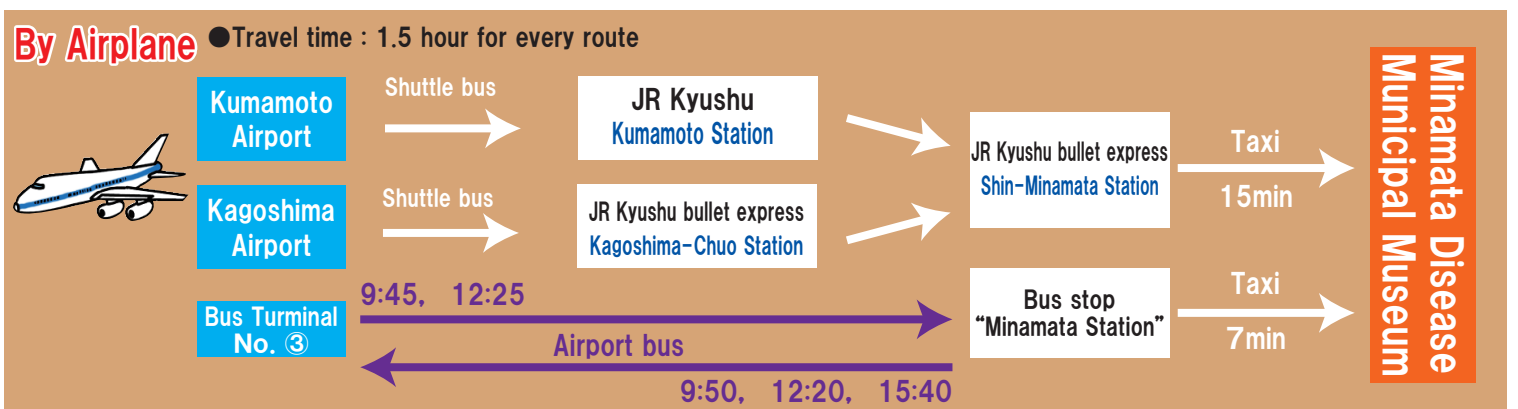 By Airplane ●Travel time : 1.5 hour for every route
Kumamoto
Airport
Shuttle bus
JR Kyushu
Kumamoto Station
Kagoshima
Airport
Shuttle bus
JR Kyushu bullet express
Kagoshima-Chuo Station
JR Kyushu bullet express
Shin-Minamata Station
Taxi
15min
Bus Turminal
No. ③
9:45, 12:25
Airport bus
9:50, 12:20, 15:40
Bus stop
“Minamata Station”
Taxi
7min
Minamata Disease
Municipal Museum